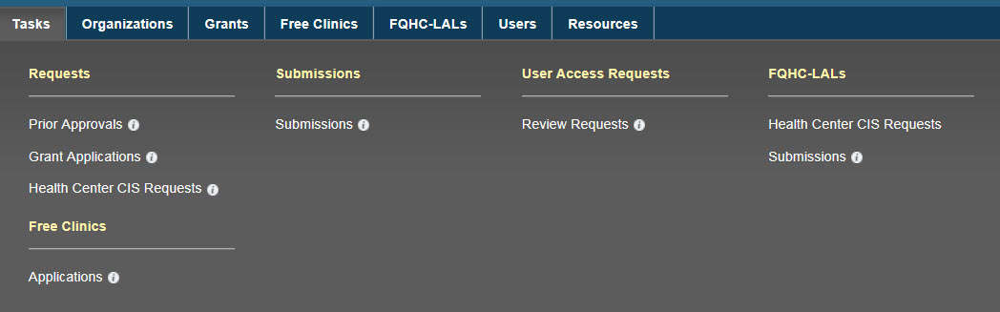 Tasks Organizations Grants Free Clinics FQHC-LALs Users Resources
Requests
Prior Approvals
Grant Applications
Health Center CIS Requests
Free Clinics
Applications
Submissions
Submissions
User Access Requests
Review Requests
FQHC-LALs
Health Center CIS Requests
Submissions